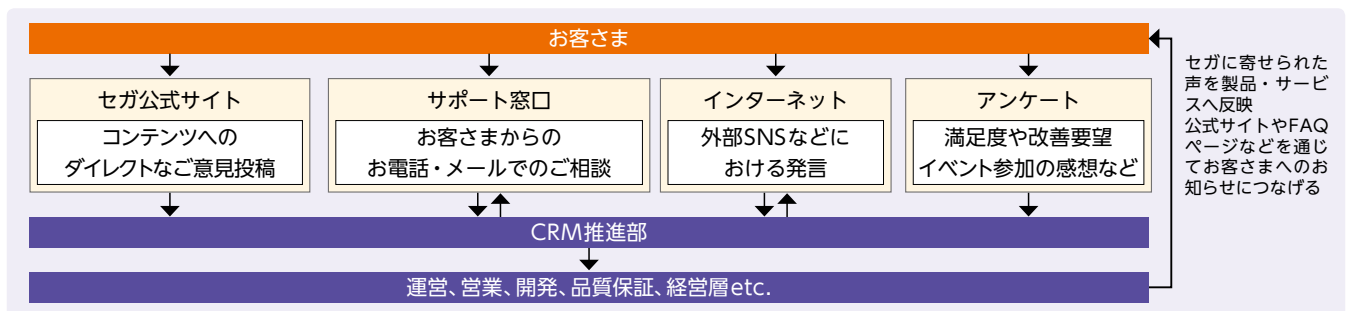 お客さま
セガ公式サイト
コンテンツへの
ダイレクトなご意見投稿
サポート窓口
お客さまからの
お電話・メールでのご相談
インターネット
外部SNSなどに
おける発言
アンケート
満足度や改善要望
イベント参加の感想など
CRM推進部
運営、営業、開発、品質保証、経営層etc.
セガに寄せられた
声を製品・サービ
スへ反映
公式サイトやFAQ
ページなどを通じ
てお客さまへのお
知らせにつなげる